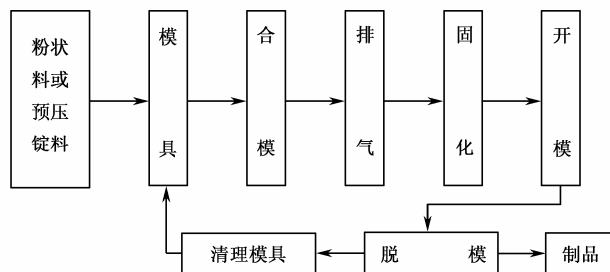 粉状
料或
预压
锭料
模具
合模
排气
固化
开模
清理模具
脱模
制品